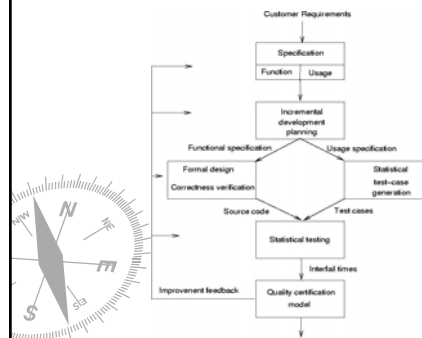 Customer Requirements
Specification
Function Usage
Incremental
development
planning
Functional specification Usage specification
Formal design
Correctness verification
Statistical
test-case
generation
Source code Test cases
Statistical testing
Interfail times
Improvement feedback
Quality certification
model
NW N NE
E
S SE